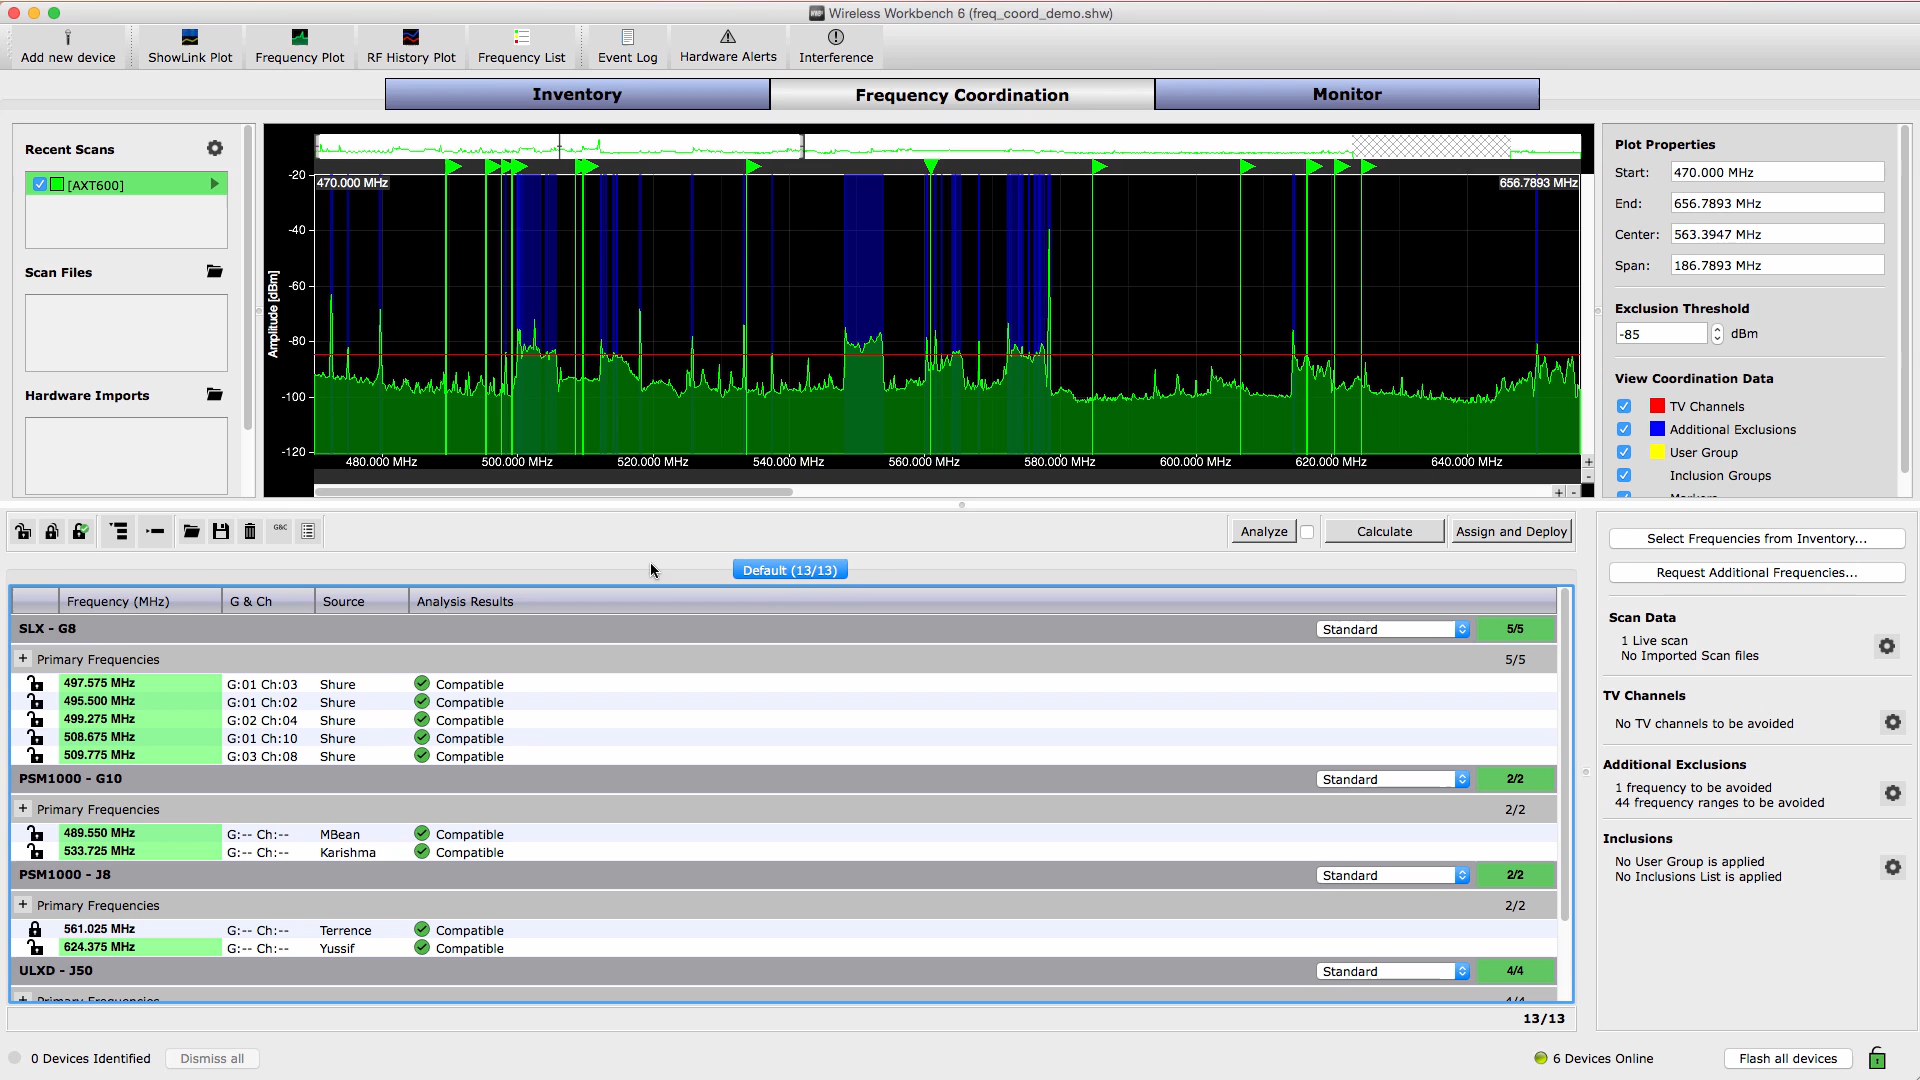 Wireless Workbench 6 (freq_coord_demo.shw)
Add new device
ShowLink Plot
Frequency Plot
RF History Plot
Frequency List
Event Log
Hardware Alerts
Interference
Inventory
Frequency Coordination
Monitor
Recent Scans
[AXT600]
Scan Files
Hardware Imports
Amplitude [dBm]
-20
-40
-60
-80
-100
-120
470.000 MHz
656.7893 MHz
480.000 MHz
500.000 MHz
520.000 MHz
540.000 MHz
560.000 MHz
580.000 MHz
600.000 MHz
620.000 MHz
640.000 MHz
+
-
+ -
Plot Properties
Start: 470.000 MHz
End: 656.7893 MHz
Center: 563.3947 MHz
Span: 186.7893 MHz
Exclusion Threshold
-85 dBm
View Coordination Data
TV Channels
Additional Exclusions
User Group
Inclusion Groups
Markers
G&C
Analyze
Calculate
Assign and Deploy
Default (13/13)
Frequency (MHz) G & Ch Source Analysis Results
SLX - G8 Standard 5/5
+ Primary Frequencies 5/5
497.575 MHz G:01 Ch:03 Shure Compatible
495.500 MHz G:01 Ch:02 Shure Compatible
499.275 MHz G:02 Ch:04 Shure Compatible
508.675 MHz G:01 Ch:10 Shure Compatible
509.775 MHz G:03 Ch:08 Shure Compatible
PSM1000 - G10 Standard 2/2
+ Primary Frequencies 2/2
489.550 MHz G:-- Ch:-- MBean Compatible
533.725 MHz G:-- Ch:-- Karishma Compatible
PSM1000 - J8 Standard 2/2
+ Primary Frequencies 2/2
561.025 MHz G:-- Ch:-- Terrence Compatible
624.375 MHz G:-- Ch:-- Yussif Compatible
ULXD - J50 Standard 4/4
+ Primary Frequencies 4/4
13/13
Select Frequencies from Inventory...
Request Additional Frequencies...
Scan Data
1 Live scan
No Imported Scan files
TV Channels
No TV channels to be avoided
Additional Exclusions
1 frequency to be avoided
44 frequency ranges to be avoided
Inclusions
No User Group is applied
No Inclusions List is applied
0 Devices Identified
Dismiss all
6 Devices Online
Flash all devices